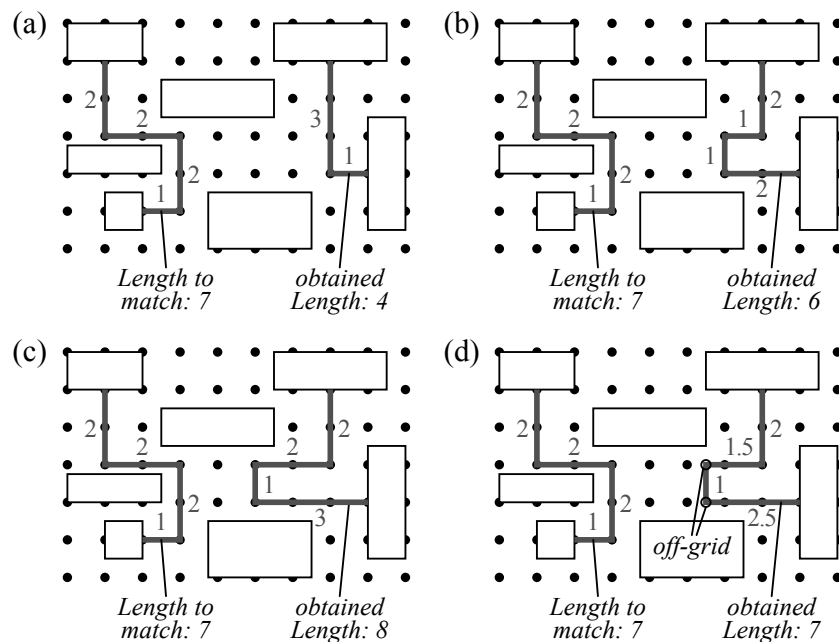 (a)
2
2
2
1
3
1
Length to
match: 7
obtained
Length: 4
(b)
2
2
2
1
2
1
1
2
Length to
match: 7
obtained
Length: 6
(c)
2
2
2
1
2
2
1
3
Length to
match: 7
obtained
Length: 8
(d)
2
2
2
1
2
1.5
1
2.5
off-grid
Length to
match: 7
obtained
Length: 7